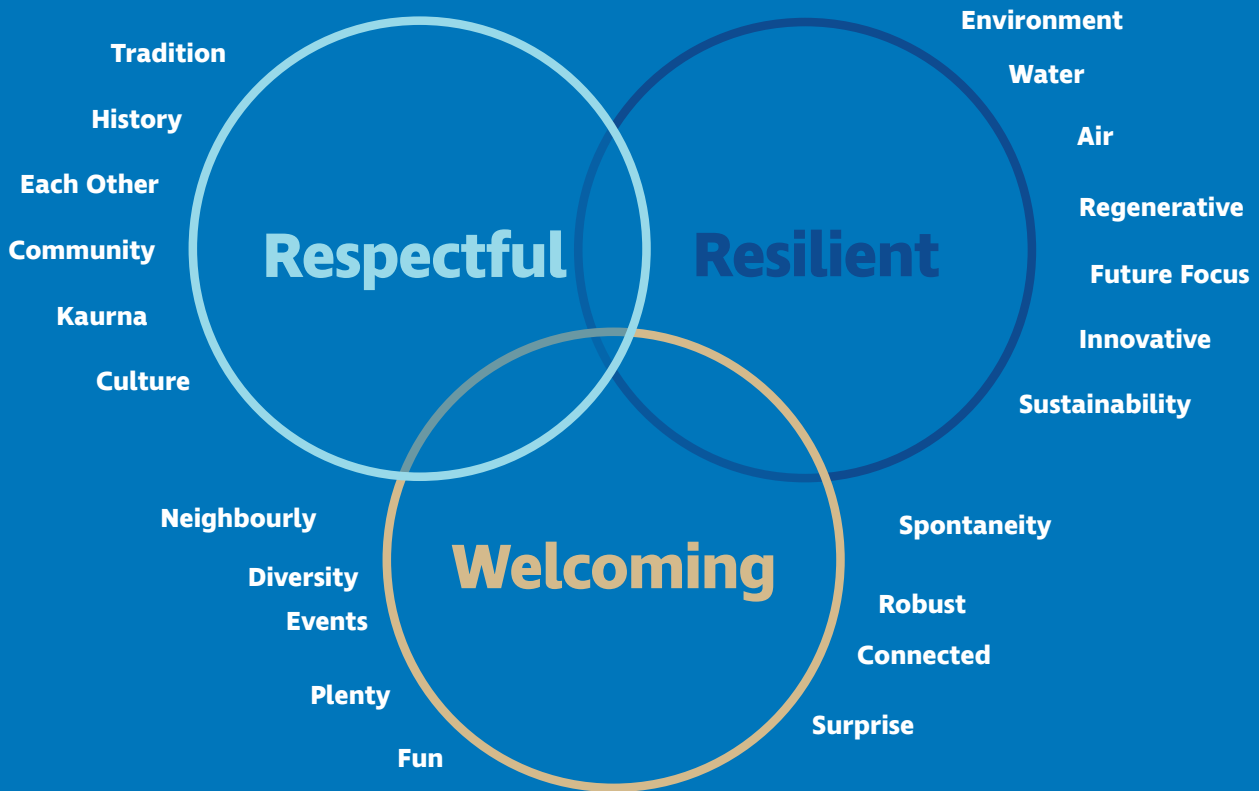 Tradition
History
Each Other
Community
Kaurna
Culture
Respectful
Environment
Water
Air
Regenerative
Future Focus
Innovative
Sustainability
Resilient
Neighbourly
Diversity
Events
Plenty
Fun
Welcoming
Spontaneity
Robust
Connected
Surprise